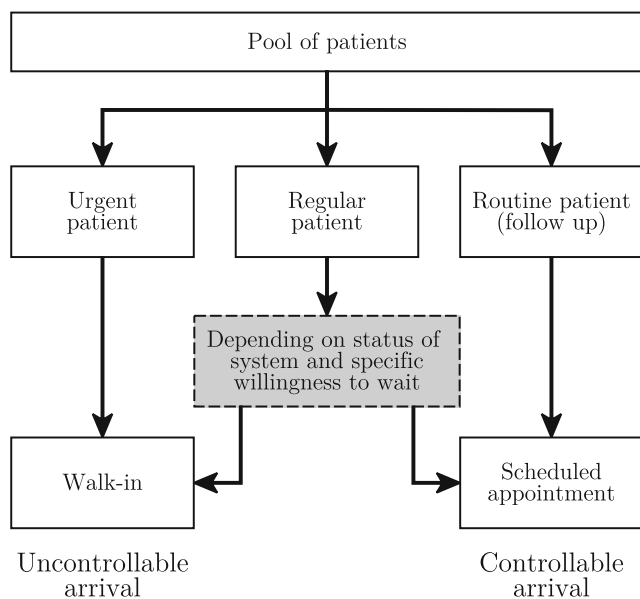 Pool of patients
Urgent
patient
Regular
patient
Routine patient
(follow up)
Depending on status of
system and specific
willingness to wait
Walk-in
Scheduled
appointment
Uncontrollable
arrival
Controllable
arrival